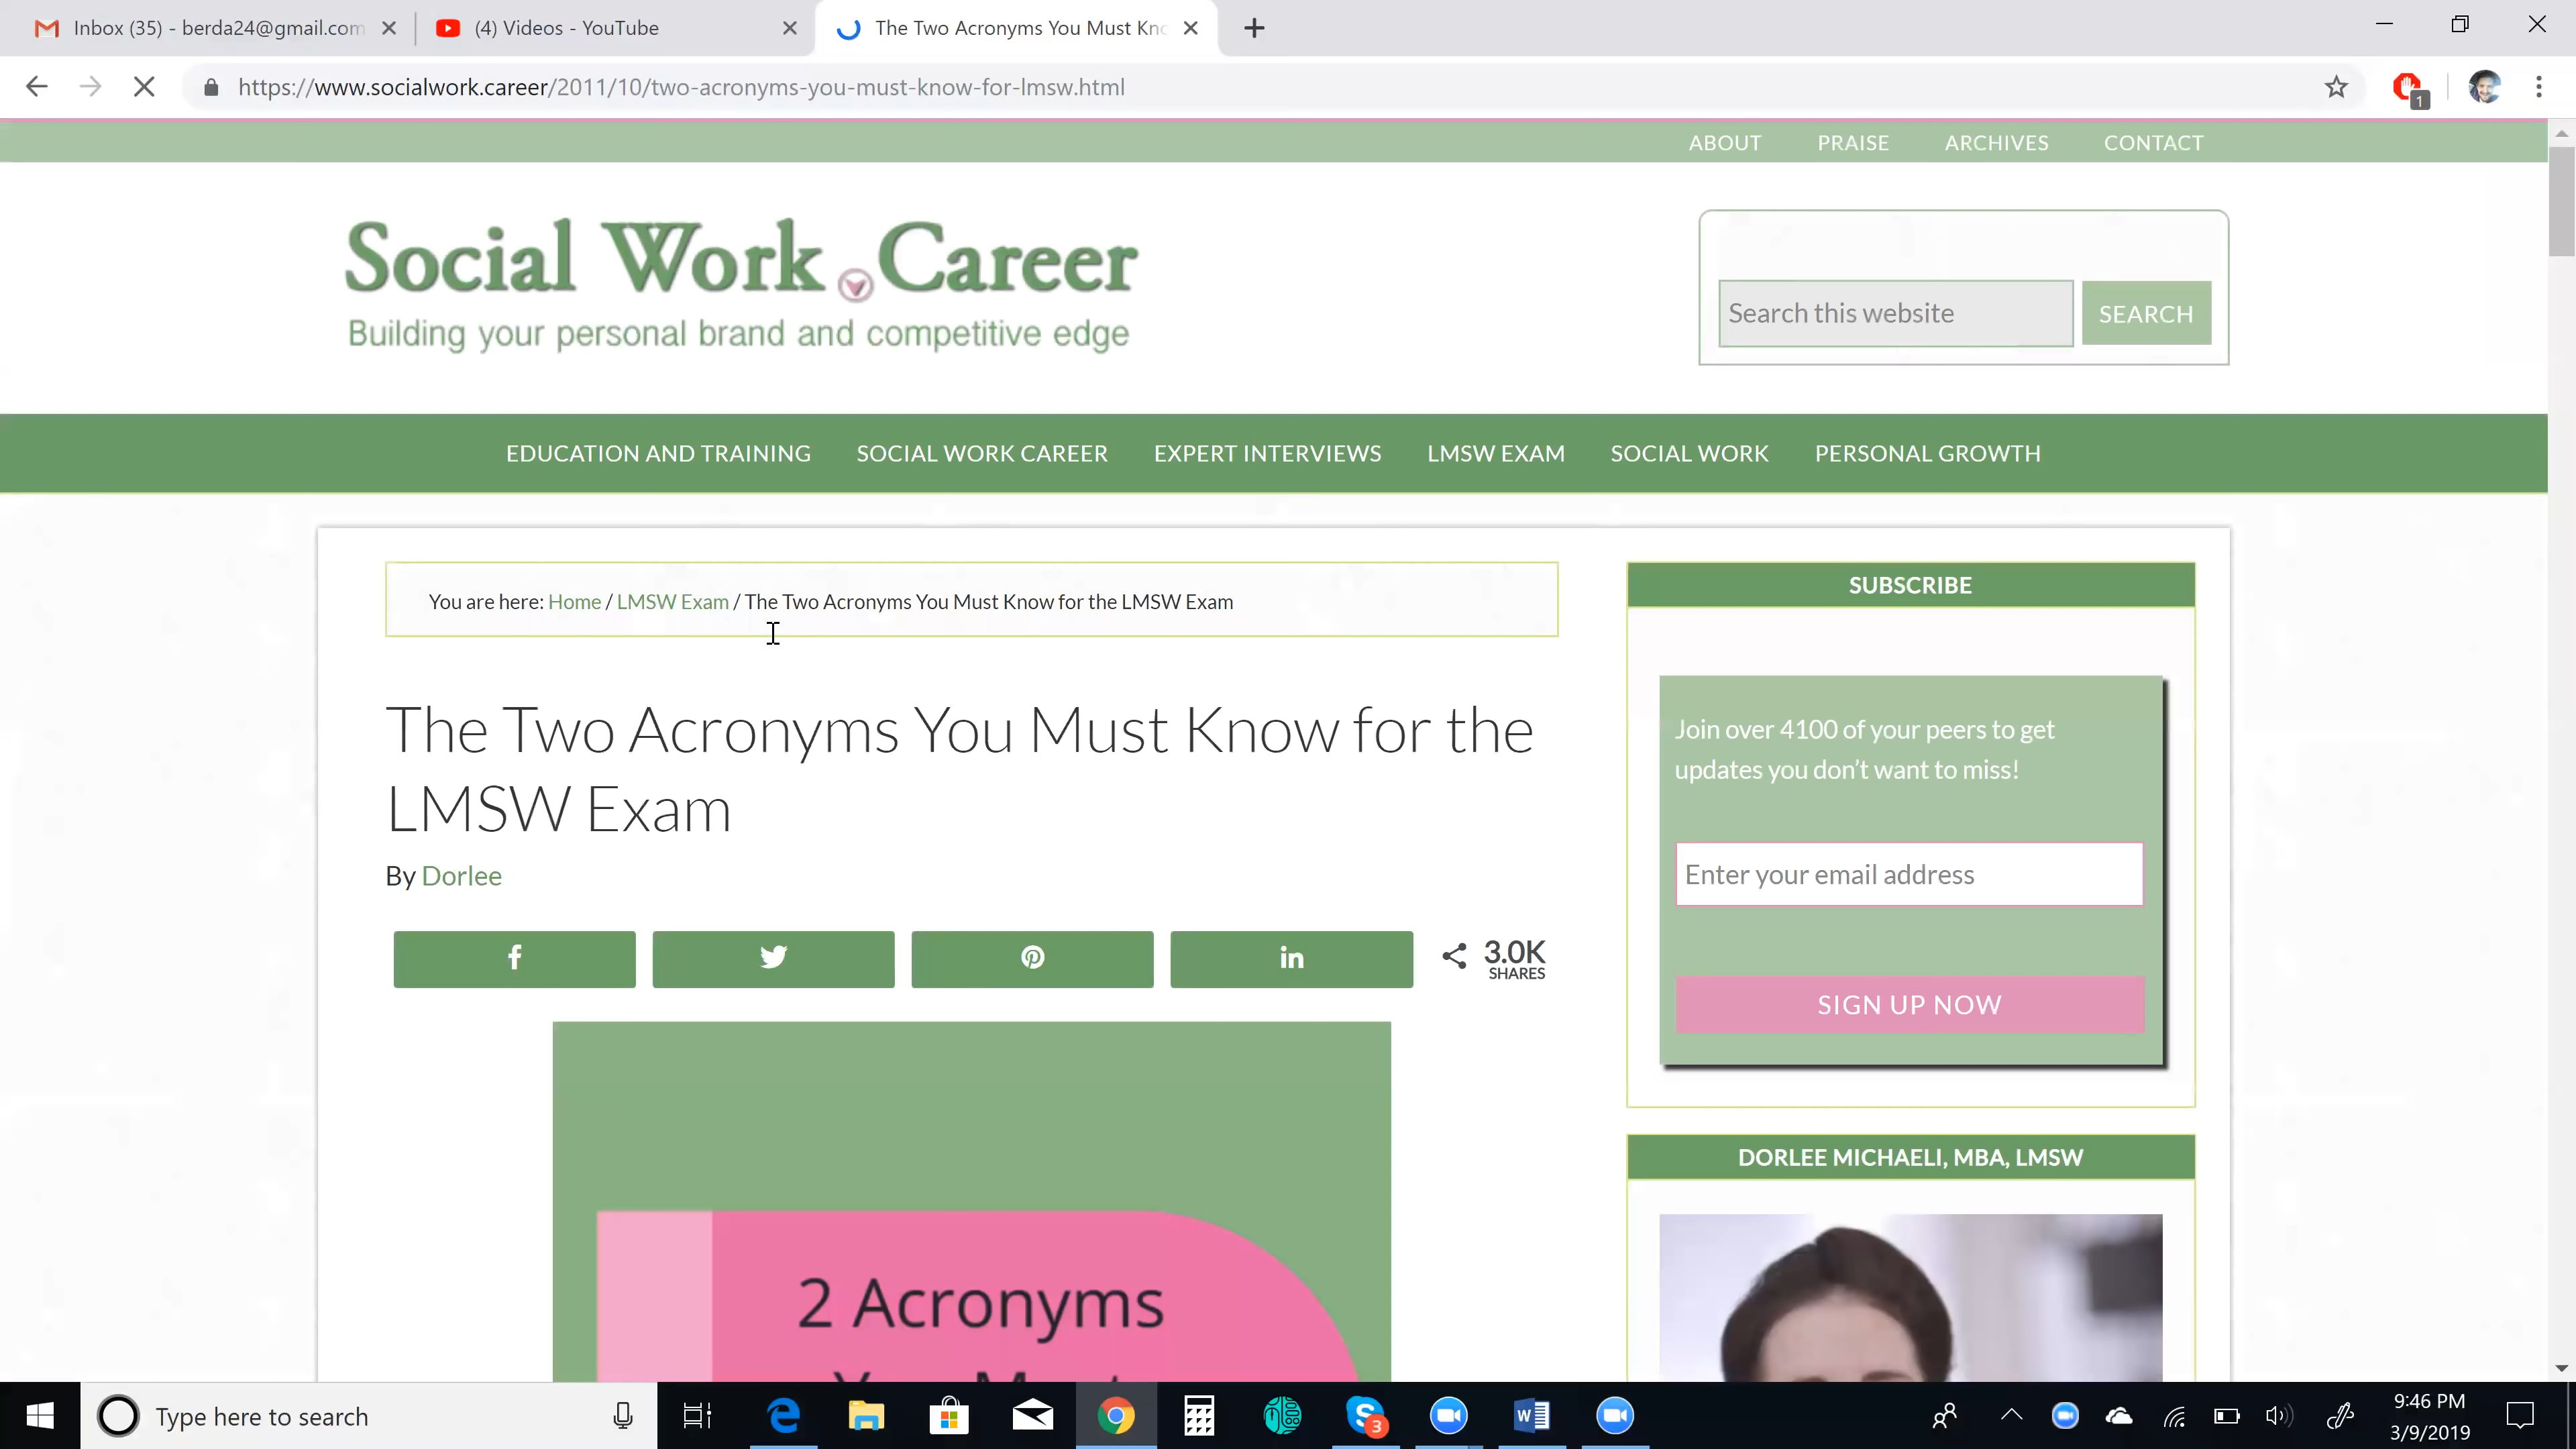 Inbox (35) - berda24@gmail.com
(4) Videos - YouTube
The Two Acronyms You Must Kno
https://www.socialwork.career/2011/10/two-acronyms-you-must-know-for-lmsw.html
1
ABOUT PRAISE ARCHIVES CONTACT
Social Work Career
Building your personal brand and competitive edge
Search this website SEARCH
EDUCATION AND TRAINING SOCIAL WORK CAREER EXPERT INTERVIEWS LMSW EXAM SOCIAL WORK PERSONAL GROWTH
You are here: Home / LMSW Exam / The Two Acronyms You Must Know for the LMSW Exam
The Two Acronyms You Must Know for the
LMSW Exam
By Dorlee
3.0K
SHARES
2 Acronyms
You Must
SUBSCRIBE
Join over 4100 of your peers to get
updates you don't want to miss!
Enter your email address
SIGN UP NOW
DORLEE MICHAELI, MBA, LMSW
Type here to search
3
9:46 PM
3/9/2019